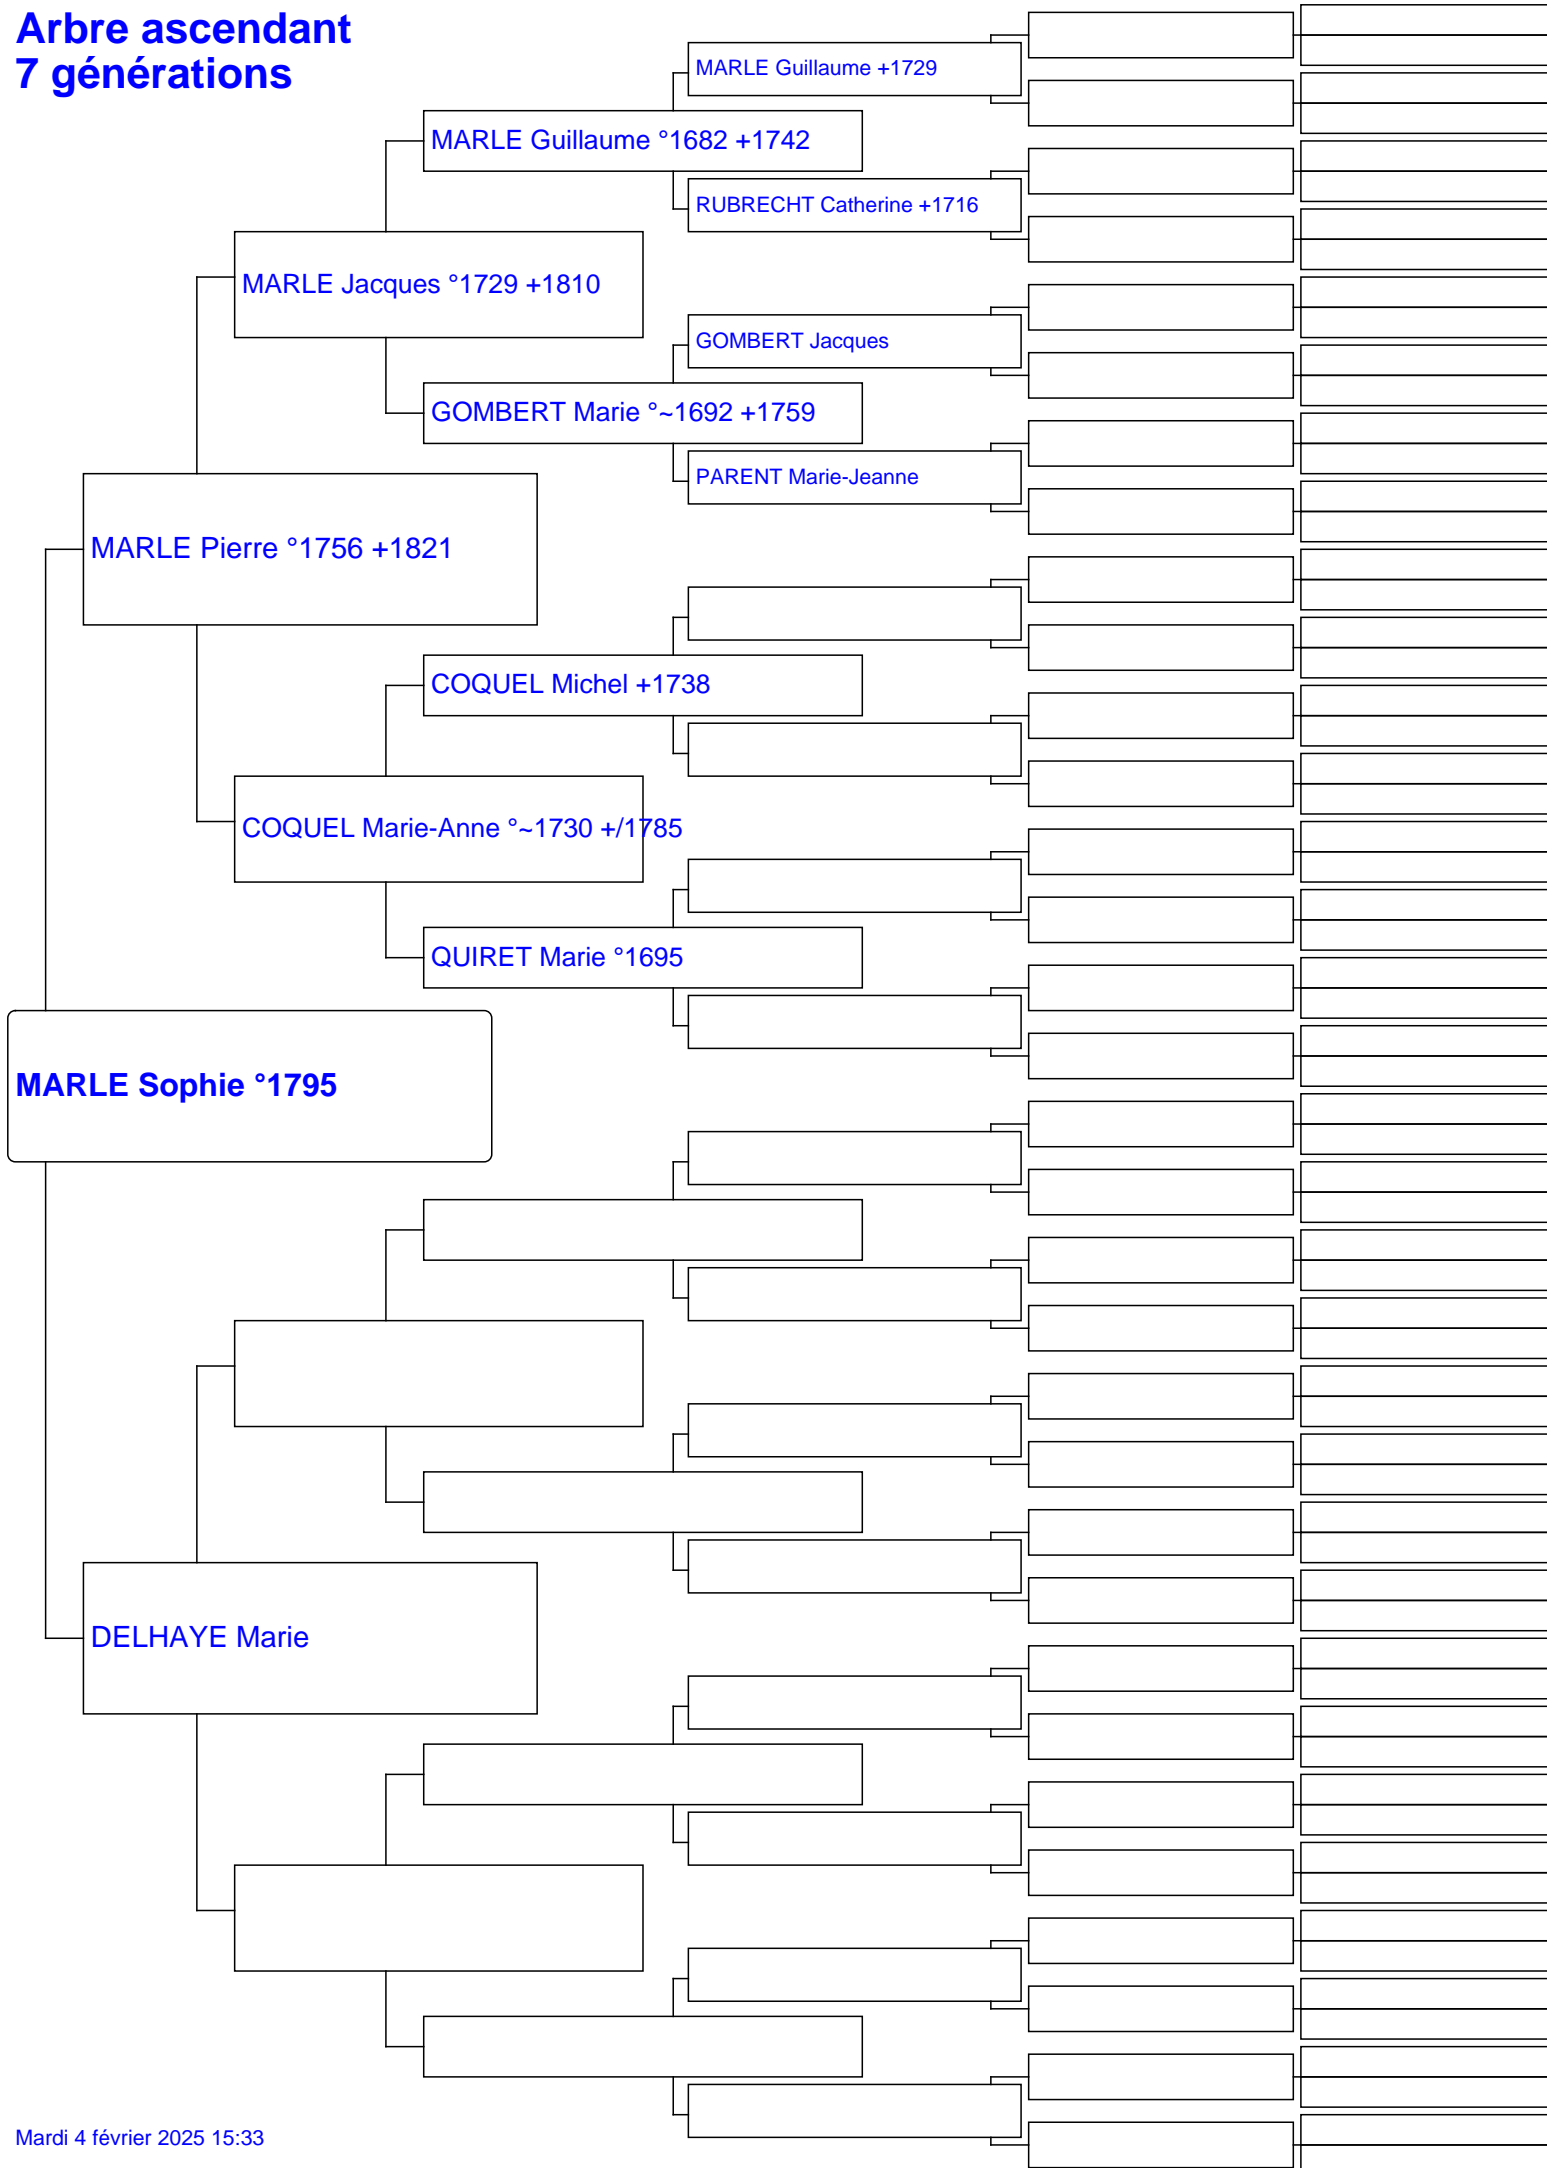 Arbre ascendant
7 générations
MARLE Guillaume +1729
MARLE Guillaume °1682 +1742
RUBRECHT Catherine +1716
MARLE Jacques °1729 +1810
GOMBERT Jacques
GOMBERT Marie °~1692 +1759
PARENT Marie-Jeanne
MARLE Pierre °1756 +1821
COQUEL Michel +1738
COQUEL Marie-Anne °~1730 +/1785
QUIRET Marie °1695
MARLE Sophie °1795
DELHAYE Marie
Mardi 4 février 2025 15:33